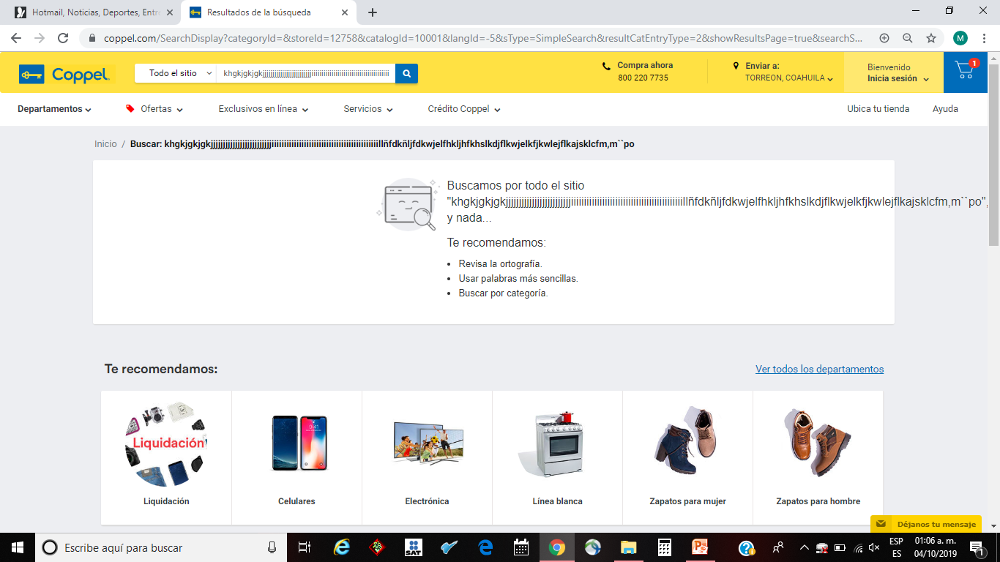 Hotmail, Noticias, Deportes, Entre
Resultados de la búsqueda
coppel.com/SearchDisplay?categoryId=&storeId=12758&catalogId=10001&langId=-5&sType=SimpleSearch&resultCatEntryType=2&showResultsPage=true&searchS...
M
Coppel
Todo el sitio
khgkjgkjgkjjjjjjjjjjjjjjjjjjjjjjjjjiiiiiiiiiiiiiiiiiiiiiiiiiiiiiiiiiiiiiiiiii
Compra ahora
800 220 7735
Enviar a:
TORREON, COAHUILA
Bienvenido
Inicia sesión
1
Departamentos
Ofertas
Exclusivos en línea
Servicios
Crédito Coppel
Ubica tu tienda
Ayuda
Inicio / Buscar: khgkjgkjgkjjjjjjjjjjjjjjjjjjjjjjjjjiiiiiiiiiiiiiiiiiiiiiiiiiiiiiiiiiiiiiiiiiiiillñfdkñljfdkwjelfhkljhfkhslkdjflkwjelkfjkwlejflkajsklcfm,m``po
Buscamos por todo el sitio
"khgkjgkjgkjjjjjjjjjjjjjjjjjjjjjjjjjiiiiiiiiiiiiiiiiiiiiiiiiiiiiiiiiiiiiiiiiiiiillñfdkñljfdkwjelfhkljhfkhslkdjflkwjelkfjkwlejflkajsklcfm,m``po",
y nada...
Te recomendamos:
• Revisa la ortografía.
• Usar palabras más sencillas.
• Buscar por categoría.
Te recomendamos:
Ver todos los departamentos
Liquidación
Liquidación
Celulares
Electrónica
Línea blanca
Zapatos para mujer
Zapatos para hombre
Déjanos tu mensaje
Escribe aquí para buscar
SAT
ESP
ES
01:06 a. m.
04/10/2019
1